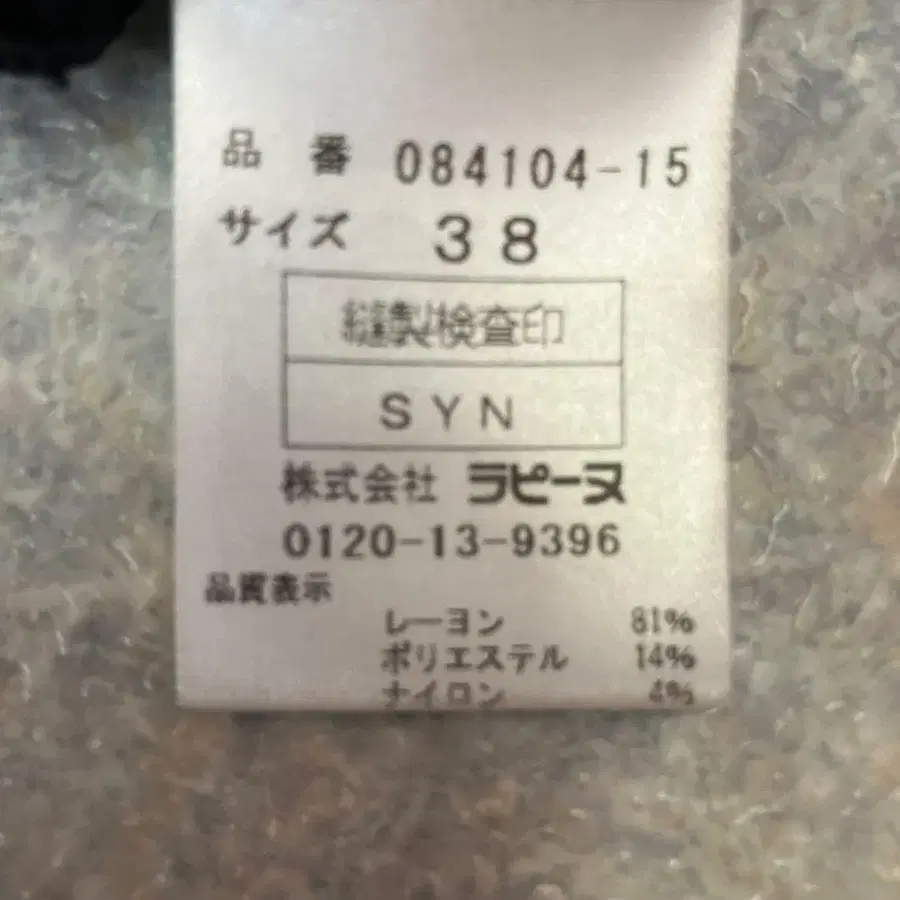 品 番 084104-15
サイズ 38
縫製検査印
SYN
株式会社 ラピーヌ
0120-13-9396
品質表示
レーヨン 81%
ポリエステル 14%
ナイロン 4%